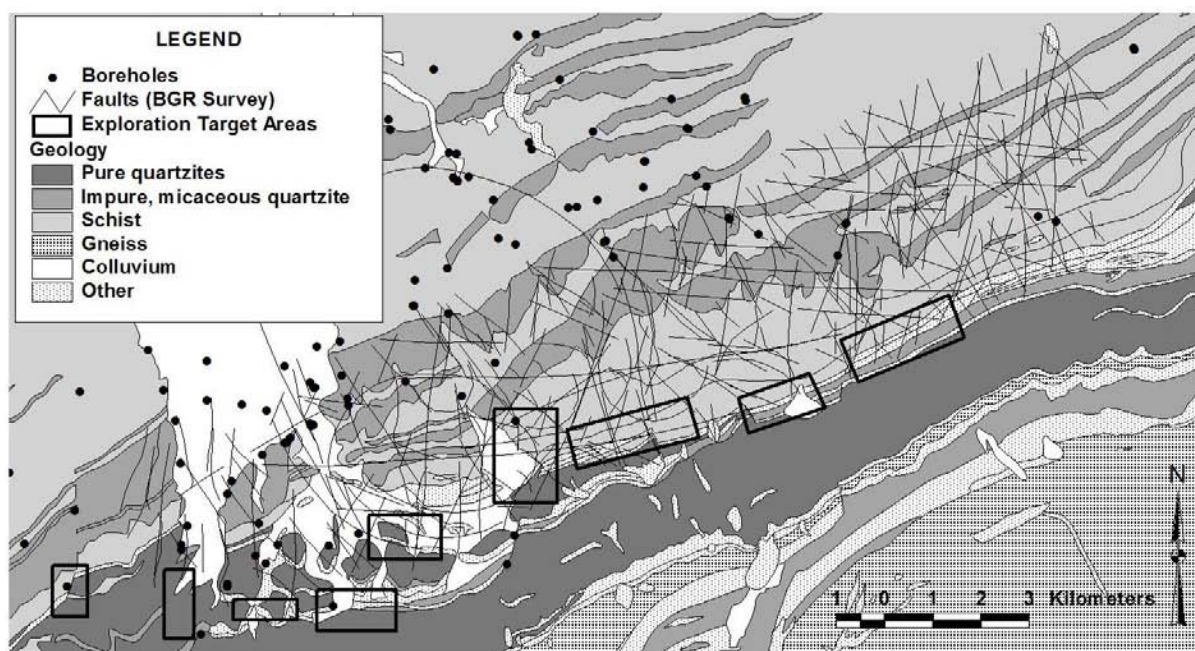 LEGEND
Boreholes
Faults (BGR Survey)
Exploration Target Areas
Geology
Pure quartzites
Impure, micaceous quartzite
Schist
Gneiss
Colluvium
Other
N
1 0 1 2 3 Kilometers